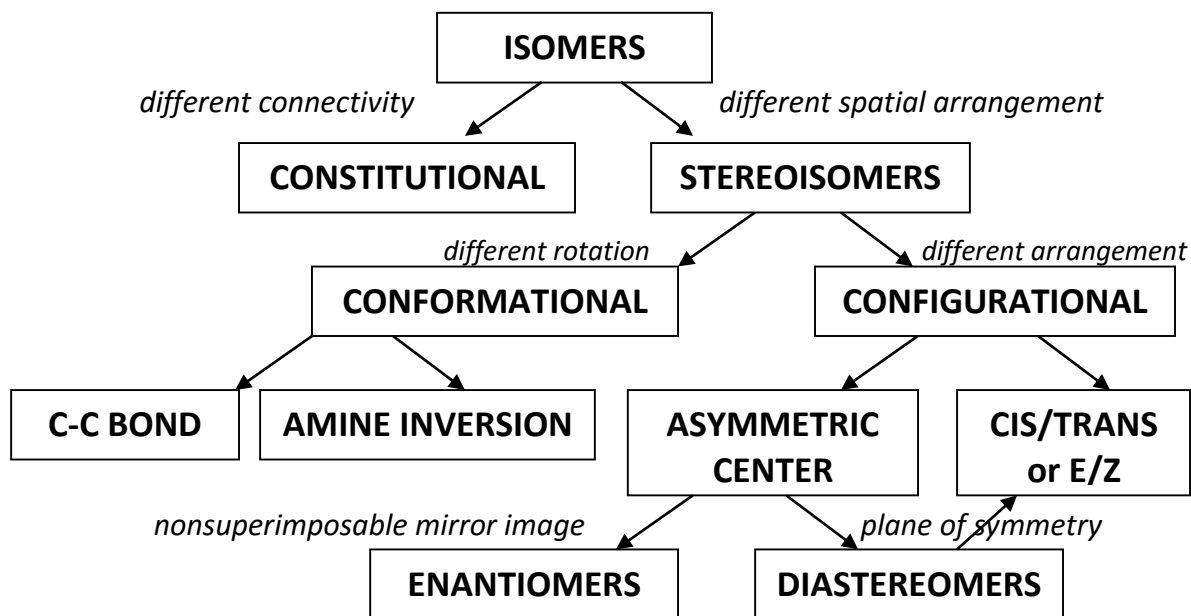 ISOMERS
different connectivity
different spatial arrangement
CONSTITUTIONAL
STEREOISOMERS
different rotation
different arrangement
CONFORMATIONAL
CONFIGURATIONAL
C-C BOND
AMINE INVERSION
ASYMMETRIC
CENTER
CIS/TRANS
or E/Z
nonsuperimposable mirror image
plane of symmetry
ENANTIOMERS
DIASTEREOMERS